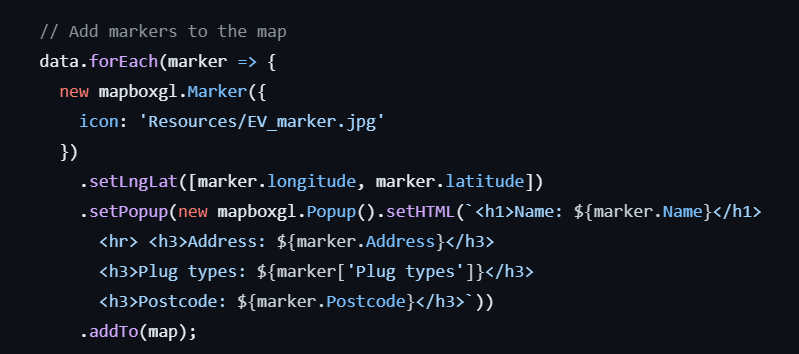 // Add markers to the map
data.forEach(marker => {
new mapboxgl.Marker({
icon: 'Resources/EV_marker.jpg'
})
.setLngLat([marker.longitude, marker.latitude])
.setPopup(new mapboxgl.Popup().setHTML(`<h1>Name: ${marker.Name}</h1>
<hr> <h3>Address: ${marker.Address}</h3>
<h3>Plug types: ${marker['Plug types']}</h3>
<h3>Postcode: ${marker.Postcode}</h3>`))
.addTo(map);